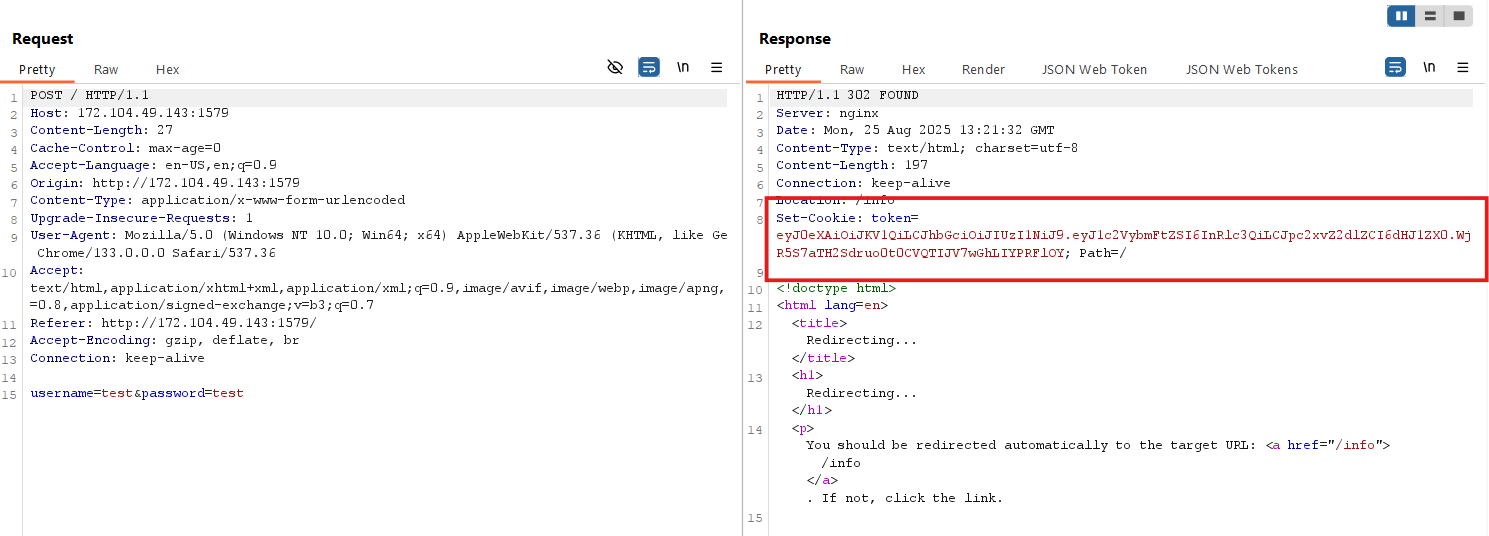 Request
Pretty Raw Hex
\n
1 POST / HTTP/1.1
2 Host: 172.104.49.143:1579
3 Content-Length: 27
4 Cache-Control: max-age=0
5 Accept-Language: en-US,en;q=0.9
6 Origin: http://172.104.49.143:1579
7 Content-Type: application/x-www-form-urlencoded
8 Upgrade-Insecure-Requests: 1
9 User-Agent: Mozilla/5.0 (Windows NT 10.0; Win64; x64) AppleWebKit/537.36 (KHTML, like Ge
Chrome/133.0.0.0 Safari/537.36
10 Accept:
text/html,application/xhtml+xml,application/xml;q=0.9,image/avif,image/webp,image/apng,
=0.8,application/signed-exchange;v=b3;q=0.7
11 Referer: http://172.104.49.143:1579/
12 Accept-Encoding: gzip, deflate, br
13 Connection: keep-alive
14
15 username=test&password=test
Response
Pretty Raw Hex Render JSON Web Token JSON Web Tokens
\n
1 HTTP/1.1 302 FOUND
2 Server: nginx
3 Date: Mon, 25 Aug 2025 13:21:32 GMT
4 Content-Type: text/html; charset=utf-8
5 Content-Length: 197
6 Connection: keep-alive
7 Location: /info
8 Set-Cookie: token=
eyJ0eXAiOiJKV1QiLCJhbGciOiJIUzI1NiJ9.eyJ1c2VybmFtZSI6InRlc3QiLCJpc2xvZ2dlZCI6dHJ1ZX0.Wj
R5S7aTH2Sdruo0t0CVQTIJV7wGhLIYPRFlOY; Path=/
9
10 <!doctype html>
11 <html lang=en>
12 <title>
Redirecting...
</title>
13 <h1>
Redirecting...
</h1>
14 <p>
You should be redirected automatically to the target URL: <a href="/info">
/info
</a>
. If not, click the link.
15